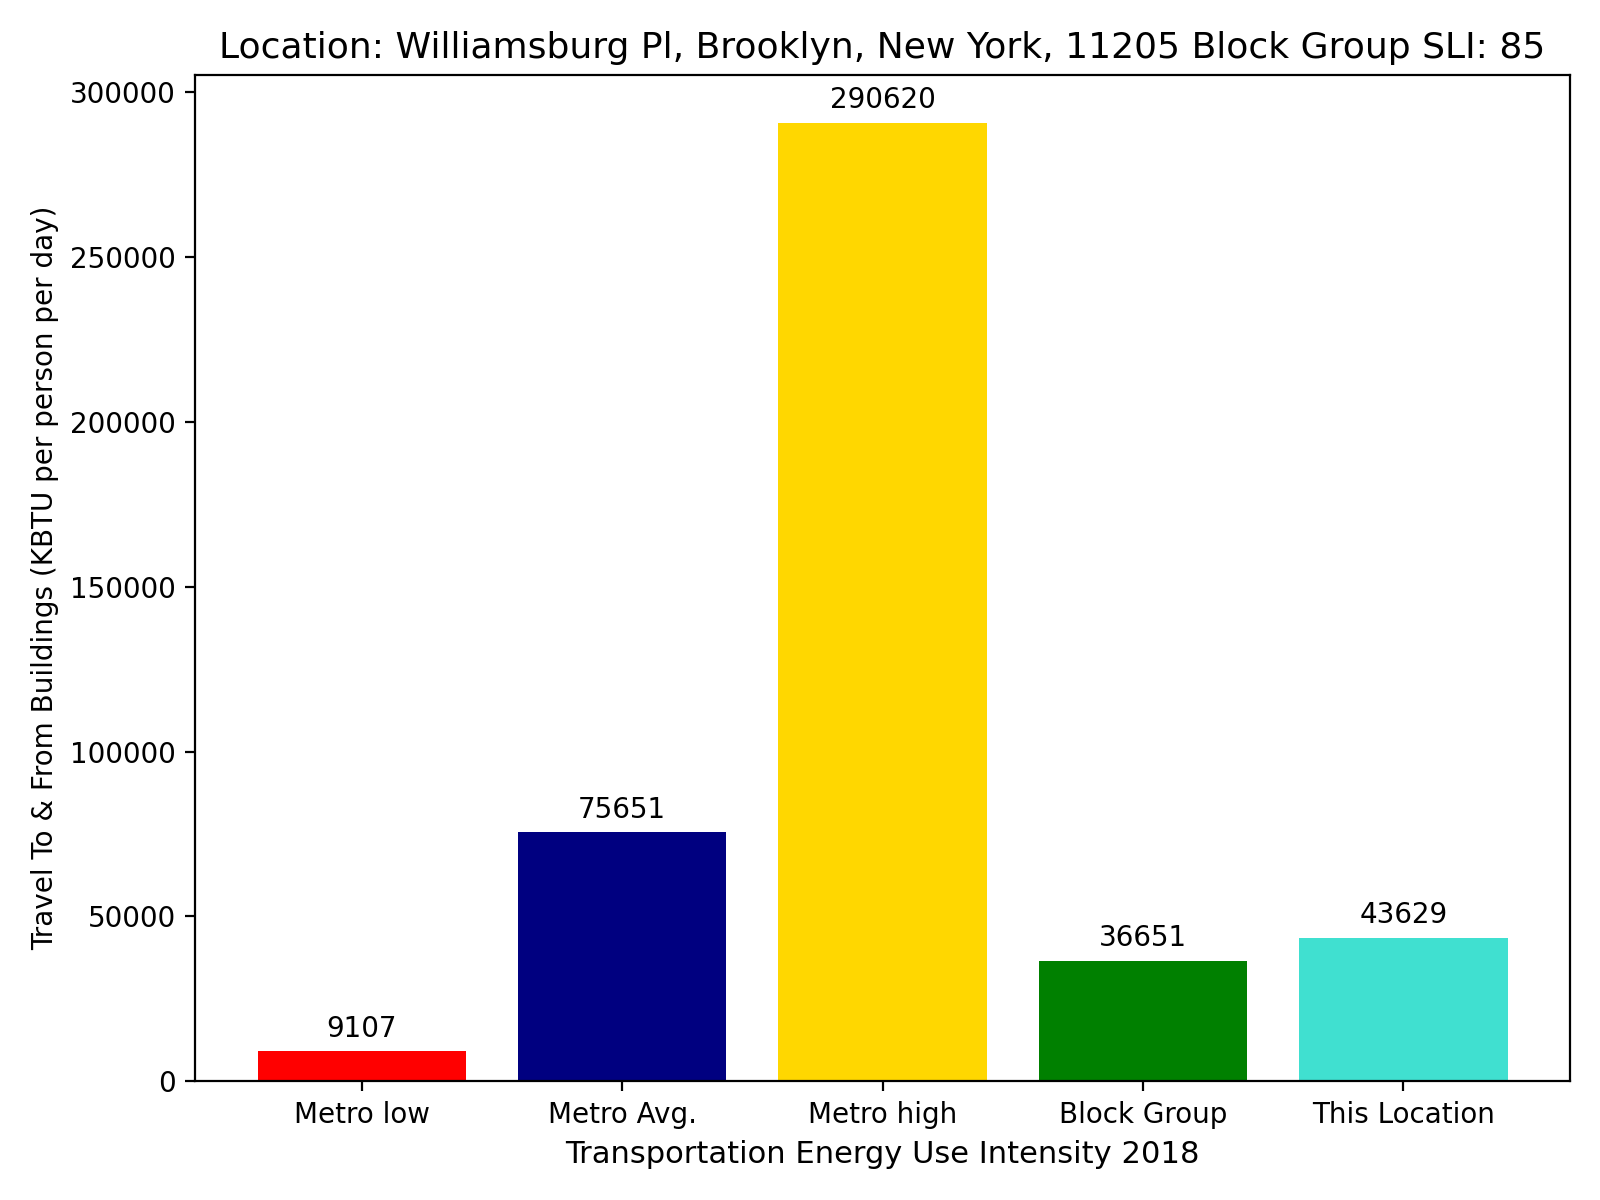 Location: Williamsburg Pl, Brooklyn, New York, 11205 Block Group SLI: 85
Travel To & From Buildings (KBTU per person per day)
300000
250000
200000
150000
100000
50000
0
9107
75651
290620
36651
43629
Metro low
Metro Avg.
Metro high
Block Group
This Location
Transportation Energy Use Intensity 2018